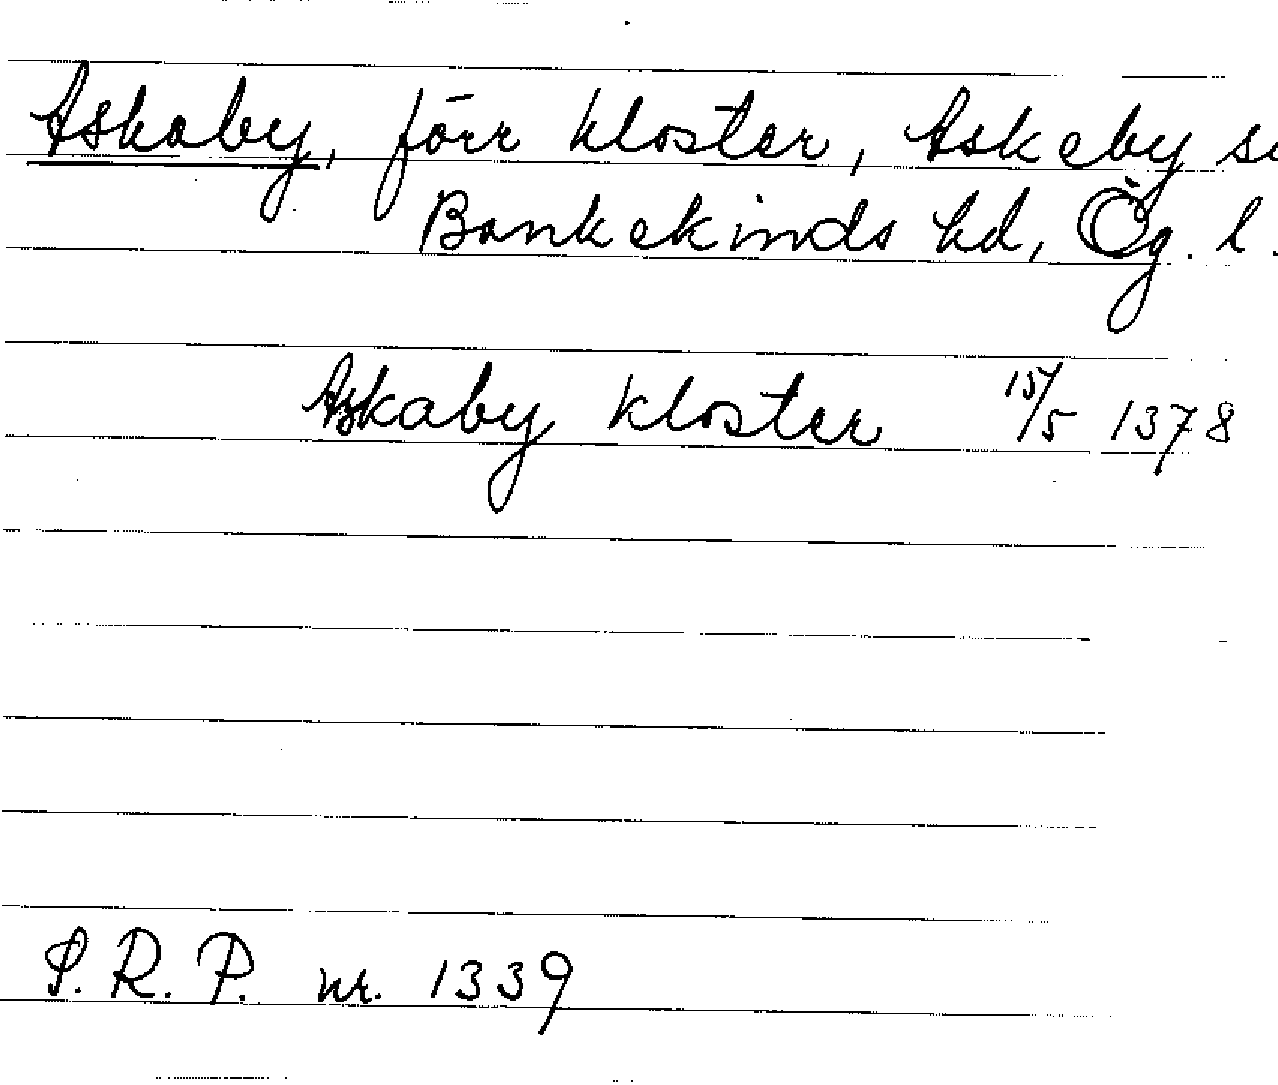 Askaby, förr kloster, Askeby s
Bankekinds hd, Ög. l.
Askaby kloster 15/5 1378
S. R. P. nr. 1339